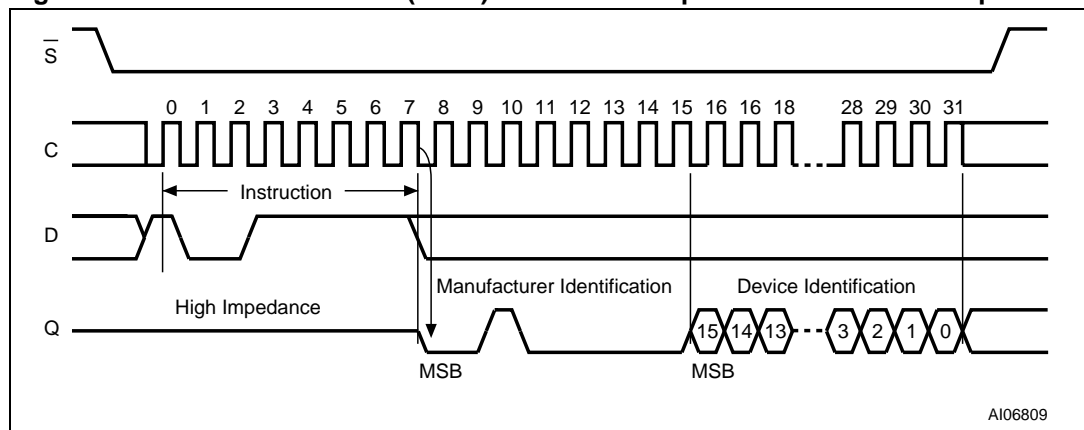 S
0 1 2 3 4 5 6 7 8 9 10 11 12 13 14 15 16 16 18 28 29 30 31
C
Instruction
D
High Impedance Manufacturer Identification Device Identification
Q 15 14 13 3 2 1 0
MSB MSB
AI06809